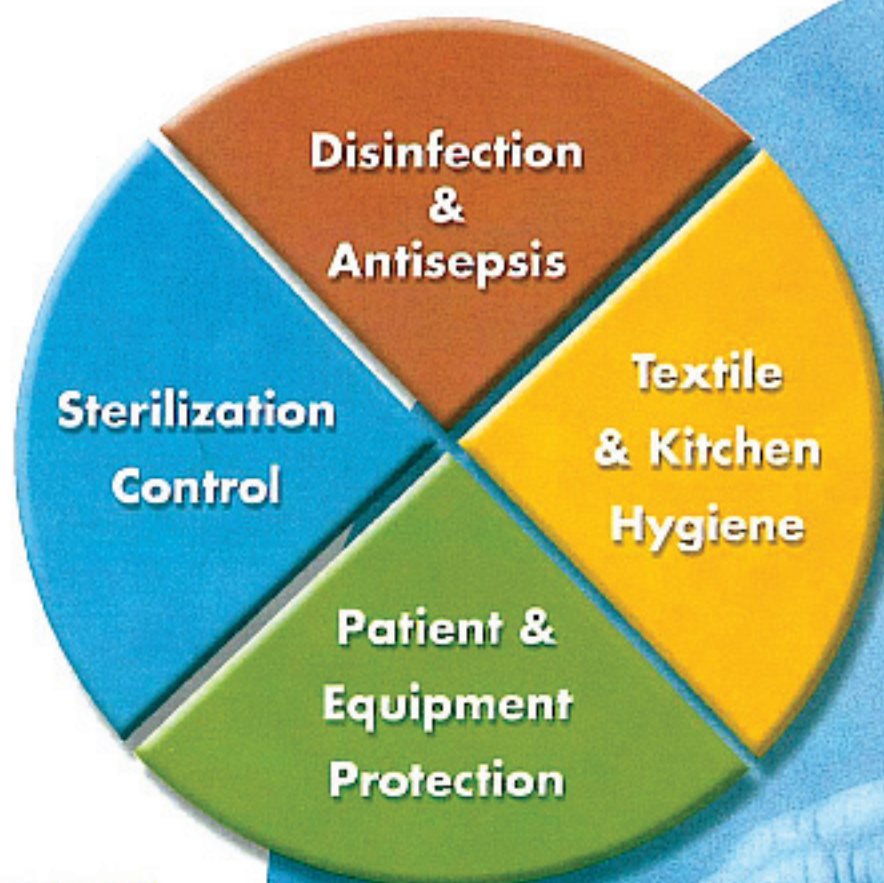 Disinfection
&
Antisepsis
Textile
& Kitchen
Hygiene
Sterilization
Control
Patient &
Equipment
Protection